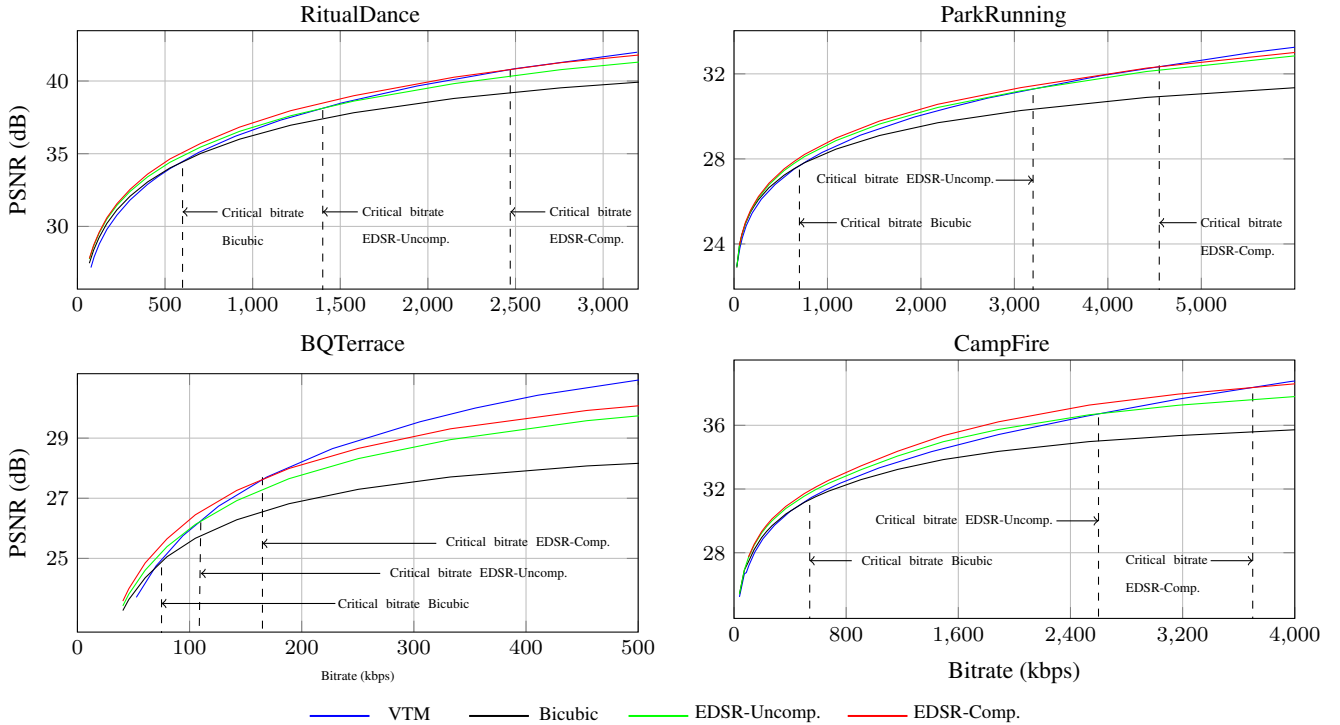 RitualDance
PSNR (dB)
40
35
30
Critical bitrate
Bicubic
Critical bitrate
EDSR-Uncomp.
Critical bitrate
EDSR-Comp.
0 500 1,000 1,500 2,000 2,500 3,000
ParkRunning
32
28
24
Critical bitrate EDSR-Uncomp.
Critical bitrate Bicubic
Critical bitrate
EDSR-Comp.
0 1,000 2,000 3,000 4,000 5,000
BQTerrace
PSNR (dB)
29
27
25
Critical bitrate EDSR-Comp.
Critical bitrate EDSR-Uncomp.
Critical bitrate Bicubic
0 100 200 300 400 500
Bitrate (kbps)
CampFire
36
32
28
Critical bitrate EDSR-Uncomp.
Critical bitrate Bicubic
Critical bitrate
EDSR-Comp.
0 800 1,600 2,400 3,200 4,000
Bitrate (kbps)
VTM Bicubic EDSR-Uncomp. EDSR-Comp.